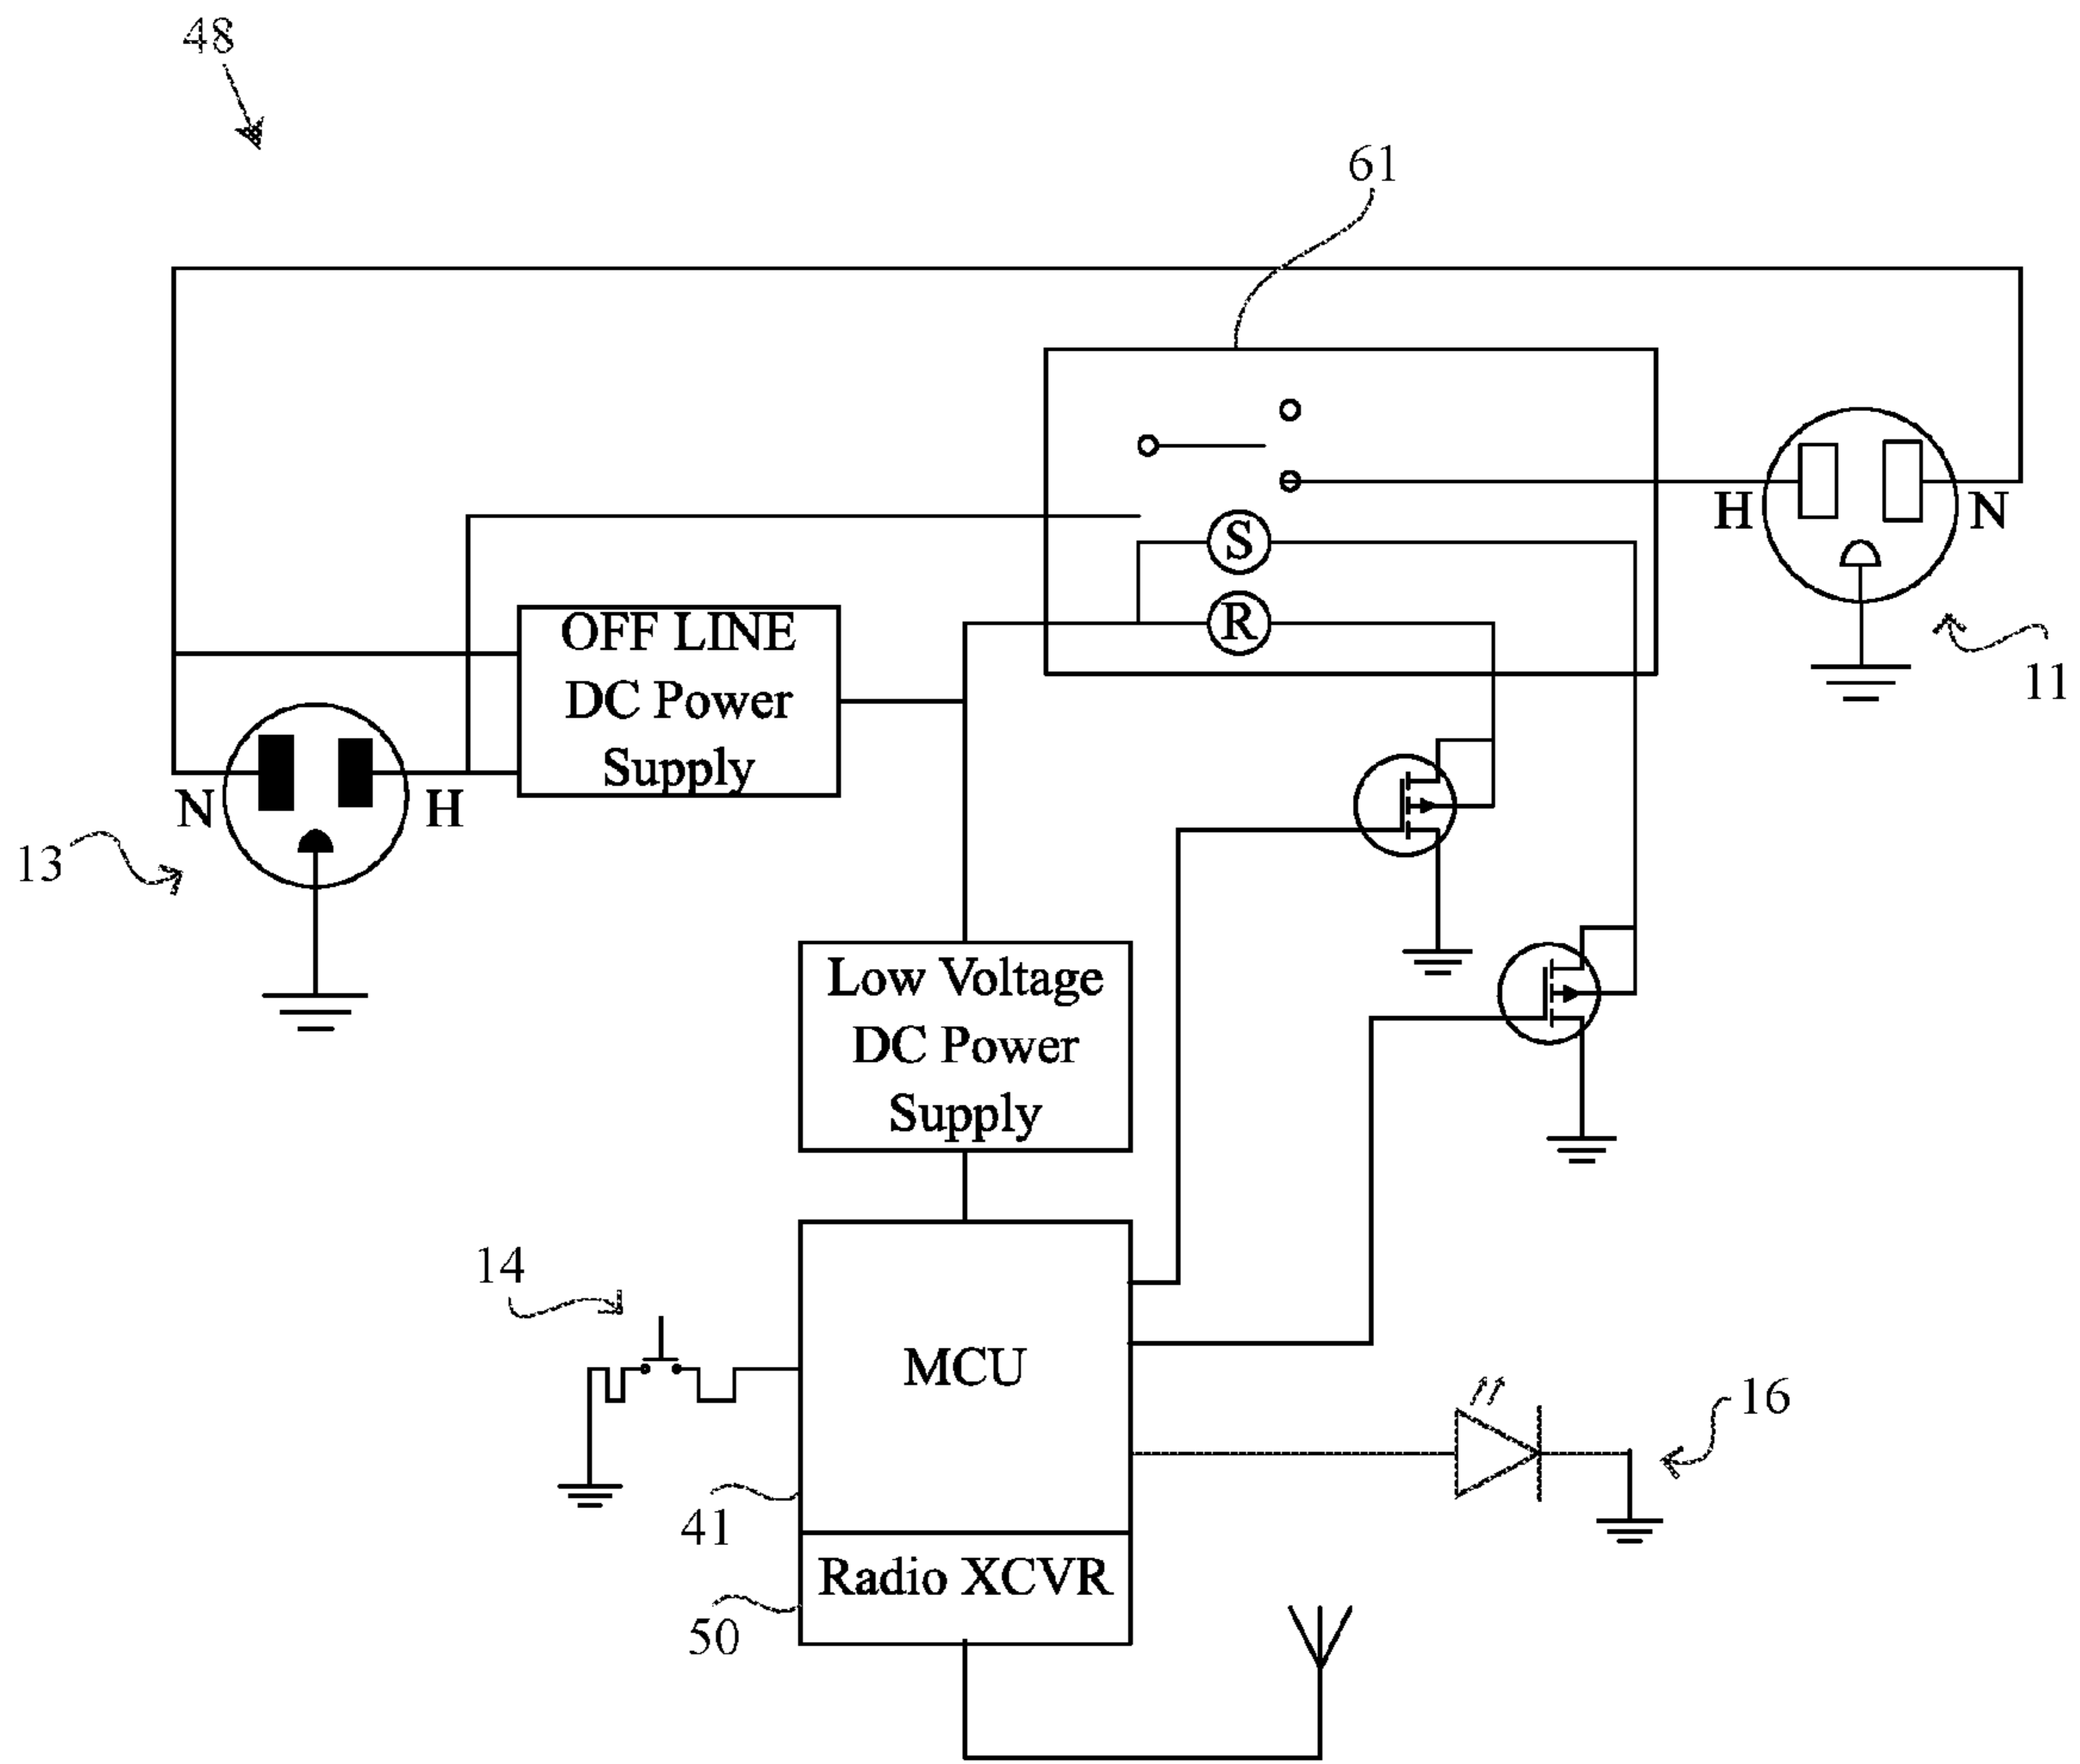 48
61
S
R
H
N
11
OFF LINE
DC Power
Supply
N
H
13
Low Voltage
DC Power
Supply
14
MCU
16
41
Radio XCVR
50